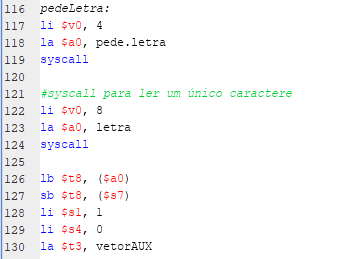 116 pedeLetra:
117 li $v0, 4
118 la $a0, pede.letra
119 syscall
120
121 #syscall para ler um único caractere
122 li $v0, 8
123 la $a0, letra
124 syscall
125
126 lb $t8, ($a0)
127 sb $t8, ($s7)
128 li $s1, 1
129 li $s4, 0
130 la $t3, vetorAUX